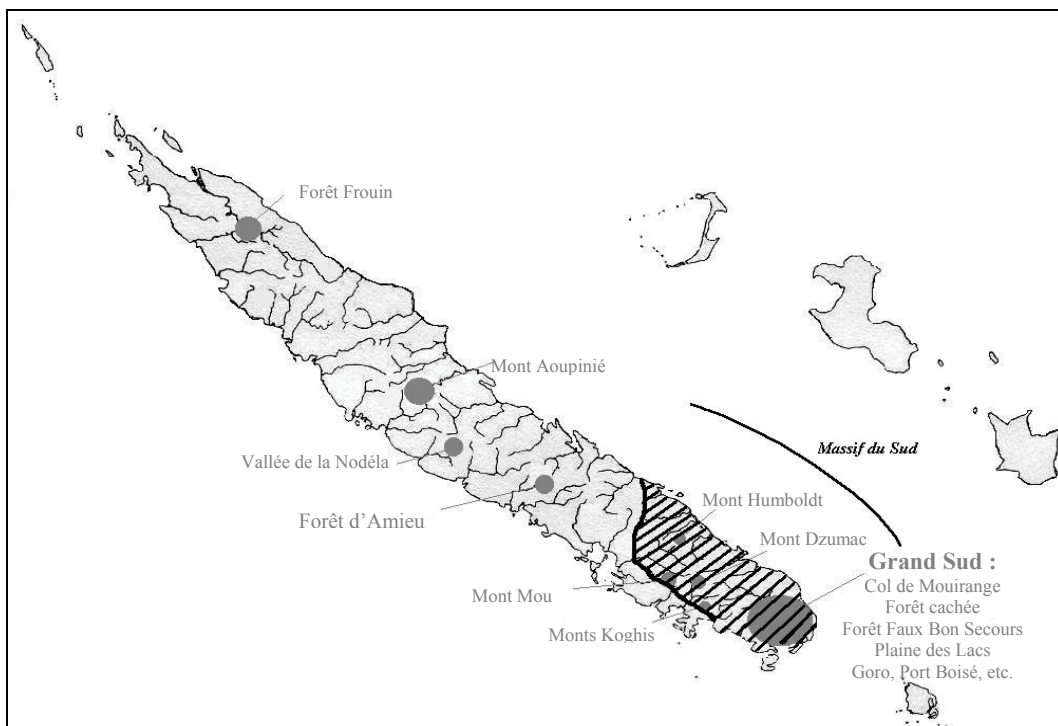 Forêt Frouin
Mont Aoupinié
Massif du Sud
Vallée de la Nodéla
Mont Humboldt
Forêt d’Amieu
Mont Dzumac
Grand Sud :
Col de Mouirange
Mont Mou
Forêt cachée
Monts Koghis
Forêt Faux Bon Secours
Plaine des Lacs
Goro, Port Boisé, etc.